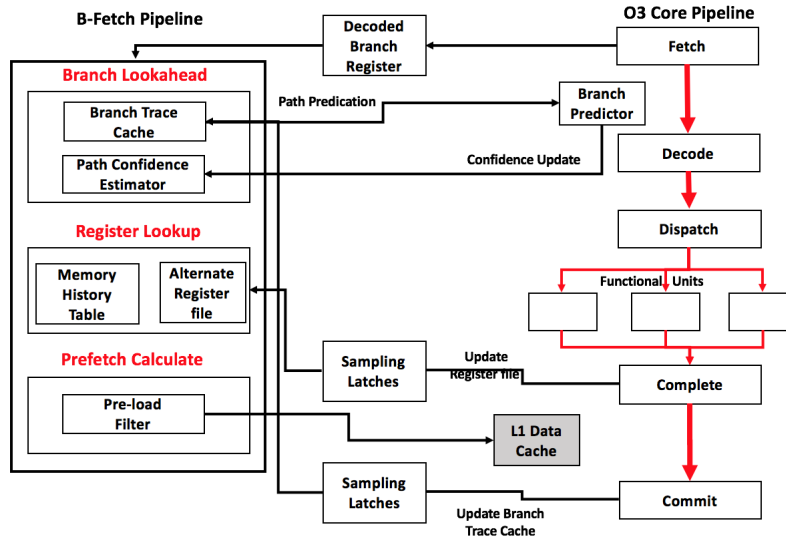 B-Fetch Pipeline
O3 Core Pipeline
Decoded
Branch
Register
Fetch
Branch Lookahead
Branch Trace
Cache
Path Predication
Branch
Predictor
Path Confidence
Estimator
Confidence Update
Decode
Register Lookup
Dispatch
Memory
History
Table
Alternate
Register
file
Functional Units
Prefetch Calculate
Sampling
Latches
Update
Register file
Complete
Pre-load
Filter
L1 Data
Cache
Sampling
Latches
Update Branch
Trace Cache
Commit